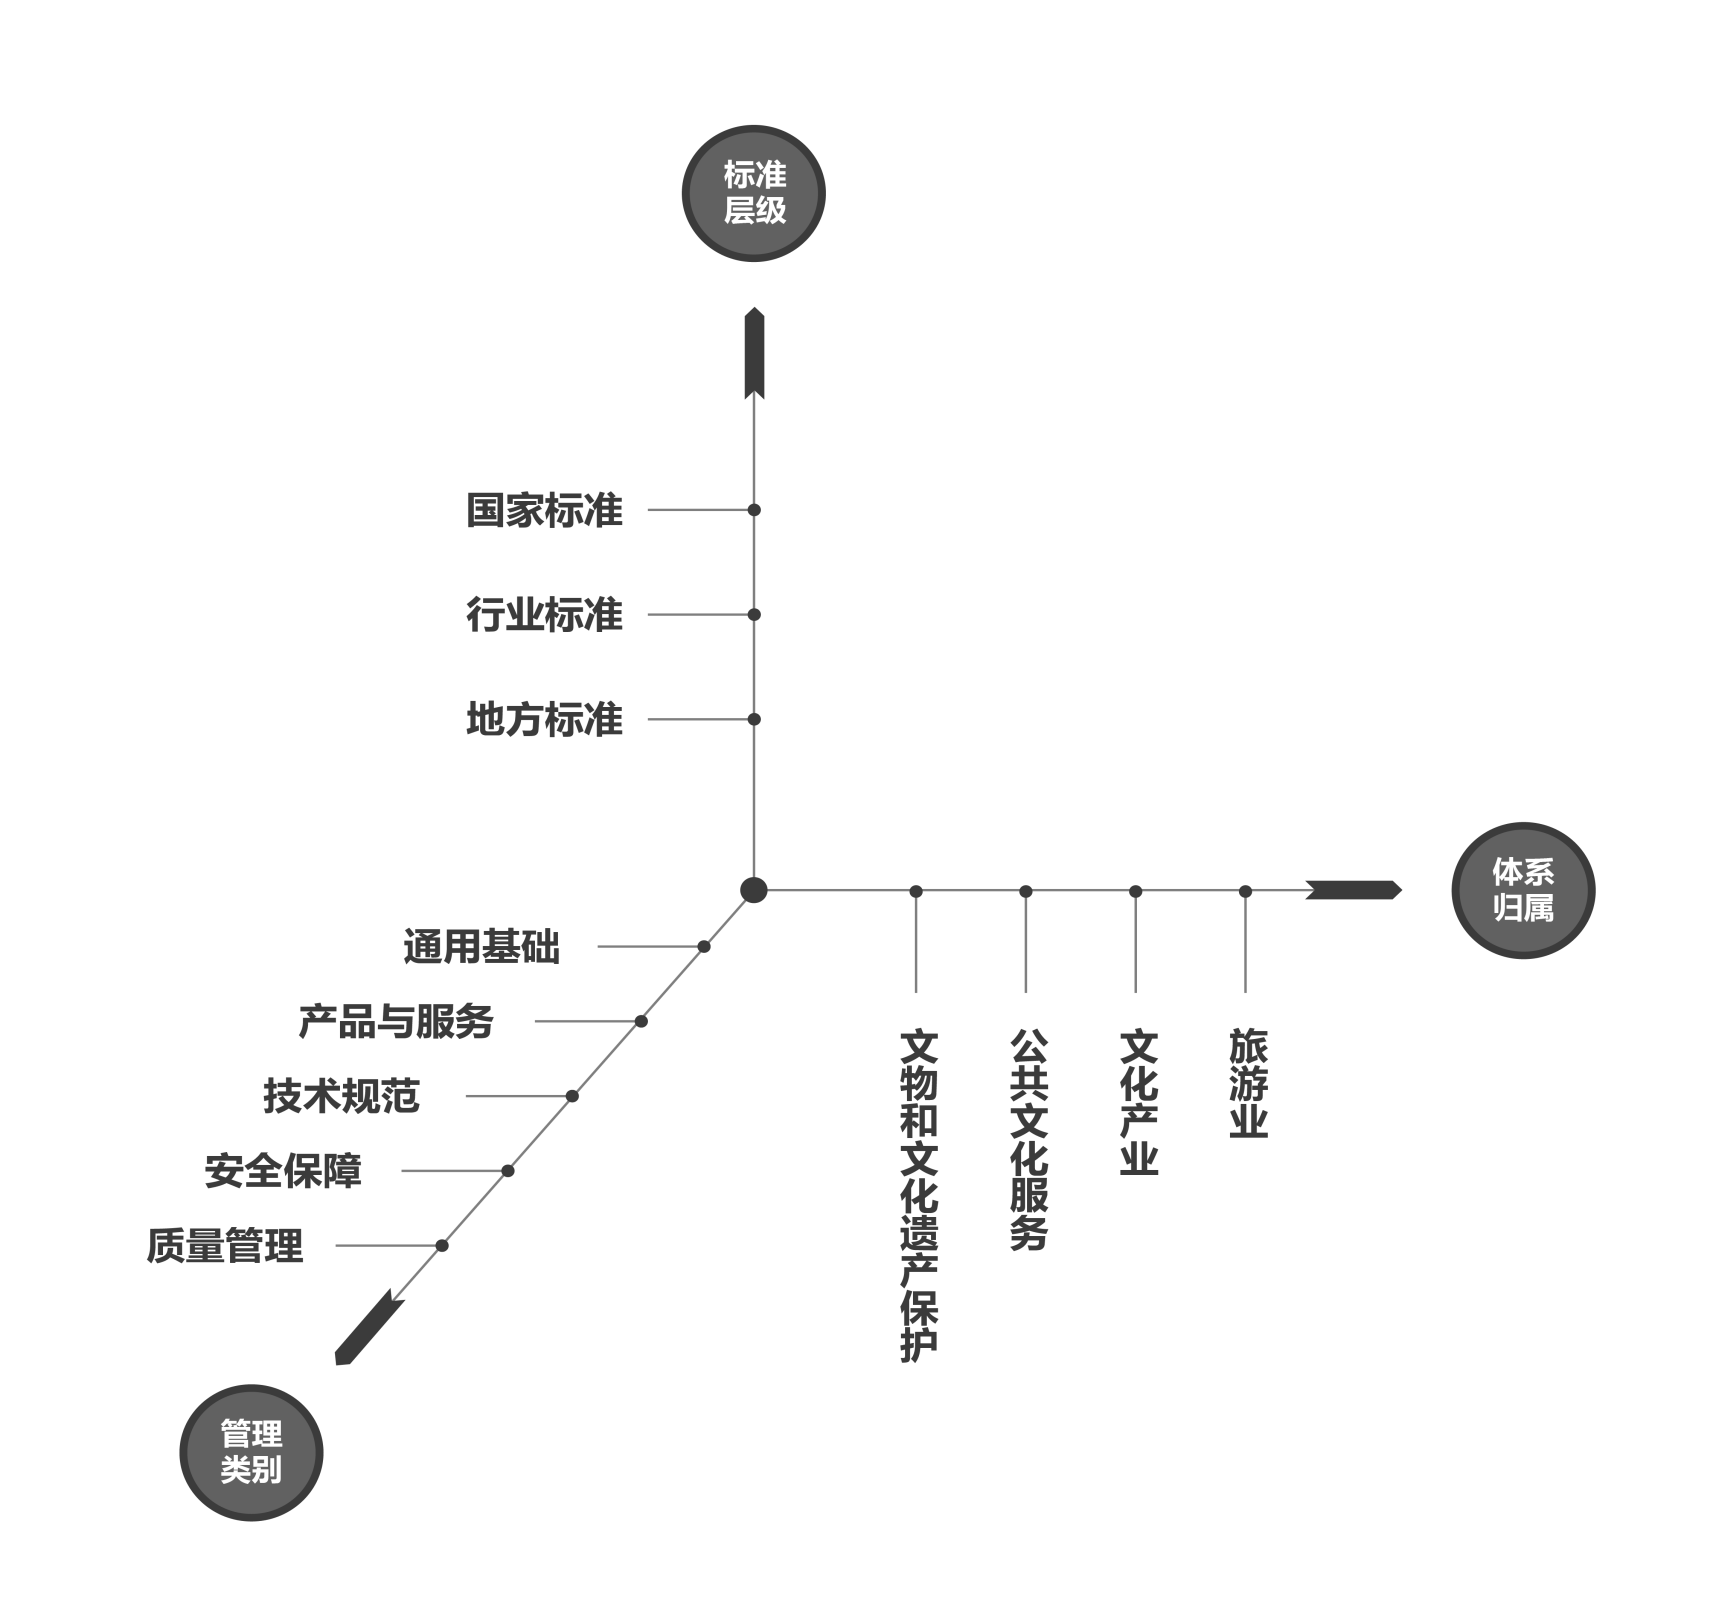 标准
层级
国家标准
行业标准
地方标准
体系
归属
文物和文化遗产保护
公共文化服务
文化产业
旅游业
通用基础
产品与服务
技术规范
安全保障
质量管理
管理
类别